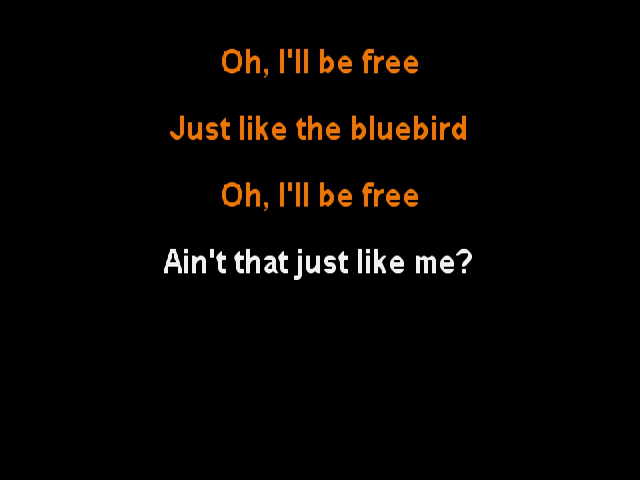 Oh, I'll be free
Just like the bluebird
Oh, I'll be free
Ain't that just like me?